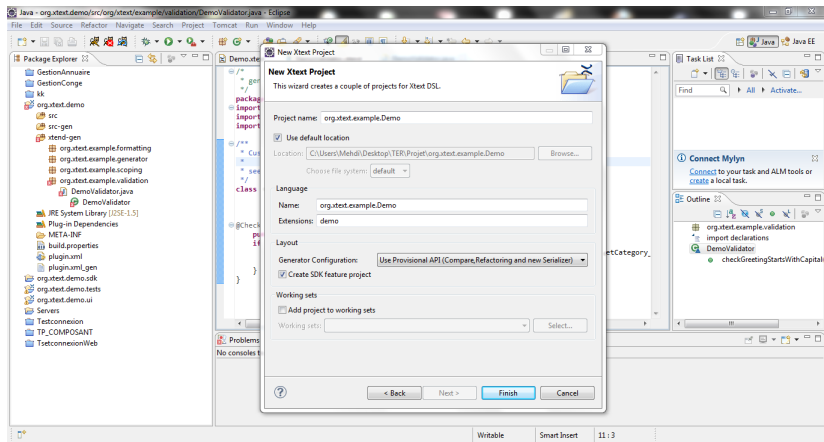 Java - org.xtext.demo/src/org/xtext/example/validation/DemoValidator.java - Eclipse
File Edit Source Refactor Navigate Search Project Tomcat Run Window Help
Java Java EE
Package Explorer
GestionAnnuaire
GestionConge
kk
org.xtext.demo
src
src-gen
xtend-gen
org.xtext.example.formatting
org.xtext.example.generator
org.xtext.example.scoping
org.xtext.example.validation
DemoValidator.java
DemoValidator
JRE System Library [J2SE-1.5]
Plug-in Dependencies
META-INF
build.properties
plugin.xml
plugin.xml_gen
org.xtext.demo.sdk
org.xtext.demo.tests
org.xtext.demo.ui
Servers
Testconnexion
TP_COMPOSANT
TsetconnexionWeb
Demo.xte
/*
* gen
*/
packag
import
import
import
/**
* Cus
*
* see
class
@Check
pu
if
etCategory_
}
}
Problems
No consoles t
New Xtext Project
New Xtext Project
This wizard creates a couple of projects for Xtext DSL.
Project name: org.xtext.example.Demo
Use default location
Location: C:\Users\Mehdi\Desktop\TER\Projet\org.xtext.example.Demo Browse...
Choose file system: default
Language
Name: org.xtext.example.Demo
Extensions: demo
Layout
Generator Configuration: Use Provisional API (Compare,Refactoring and new Serializer)
Create SDK feature project
Working sets
Add project to working sets
Working sets: Select...
< Back Next > Finish Cancel
Task List
Find All Activate...
Connect Mylyn
Connect to your task and ALM tools or
create a local task.
Outline
org.xtext.example.validation
import declarations
DemoValidator
checkGreetingStartsWithCapital
Writable Smart Insert 11 : 3